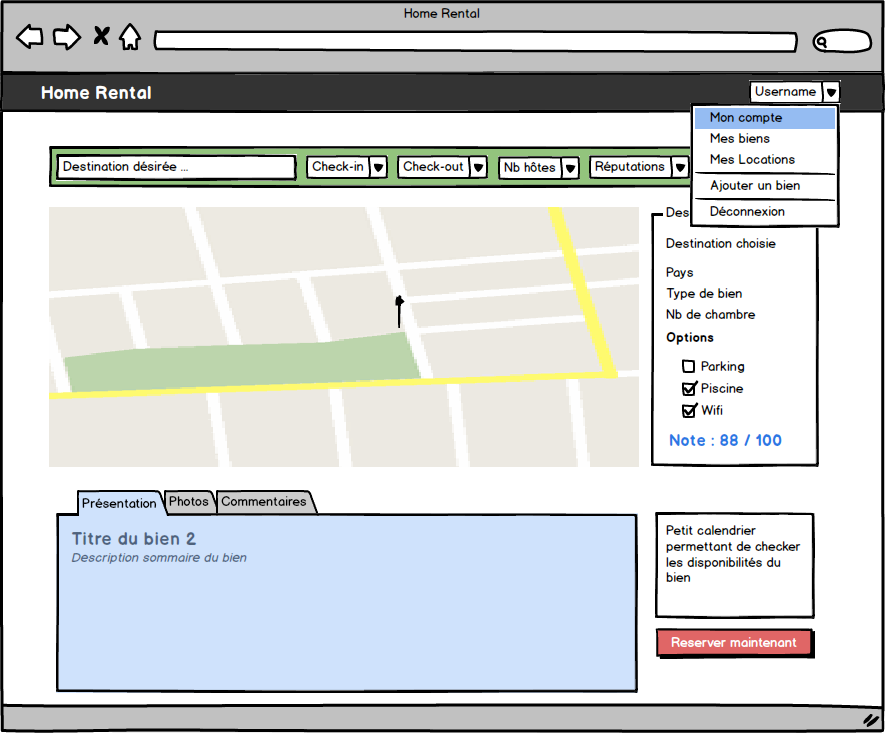 Home Rental
Home Rental
Username
Mon compte
Mes biens
Mes Locations
Ajouter un bien
Déconnexion
Destination désirée ...
Check-in
Check-out
Nb hôtes
Réputations
Destination choisie
Pays
Type de bien
Nb de chambre
Options
Parking
Piscine
Wifi
Note : 88 / 100
Présentation
Photos
Commentaires
Titre du bien 2
Description sommaire du bien
Petit calendrier
permettant de checker
les disponibilités du
bien
Reserver maintenant